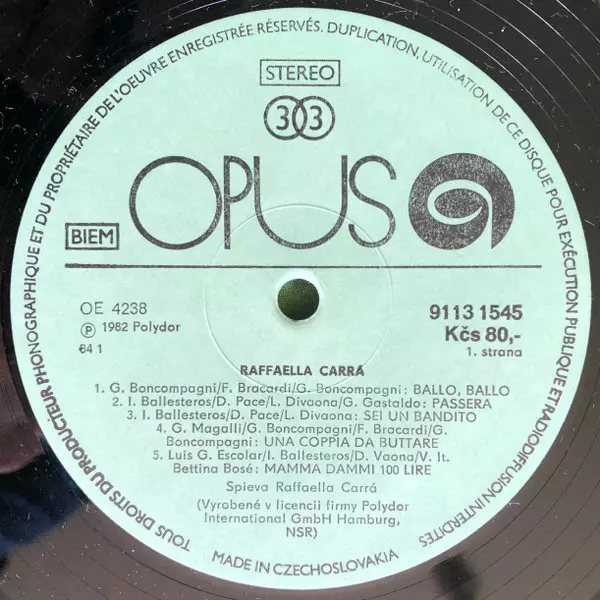 TOUS DROITS DU PRODUCTEUR PHONOGRAPHIQUE ET DU PROPRIÉTAIRE DE L'OEUVRE ENREGISTRÉE RÉSERVÉS. DUPLICATION, UTILISATION DE CE DISQUE POUR EXÉCUTION PUBLIQUE ET RADIODIFFUSION INTERDITES
STEREO
33
OPUS
BIEM
OE 4238
Ⓟ 1982 Polydor
64 1
9113 1545
Kčs 80,-
1. strana
RAFFAELLA CARRÁ
1. G. Boncompagni/F. Bracardi/G. Boncompagni: BALLO, BALLO
2. I. Ballesteros/D. Pace/L. Divaona/G. Gastaldo: PASSERA
3. I. Ballesteros/D. Pace/L. Divaona: SEI UN BANDITO
4. G. Magalli/G. Boncompagni/F. Bracardi/G.
Boncompagni: UNA COPPIA DA BUTTARE
5. Luis G. Escolar/I. Ballesteros/D. Vaona/V. It.
Bettina Bosé: MAMMA DAMMI 100 LIRE
Spieva Raffaella Carrá
(Vyrobené v licencii firmy Polydor
International GmbH Hamburg,
NSR)
MADE IN CZECHOSLOVAKIA